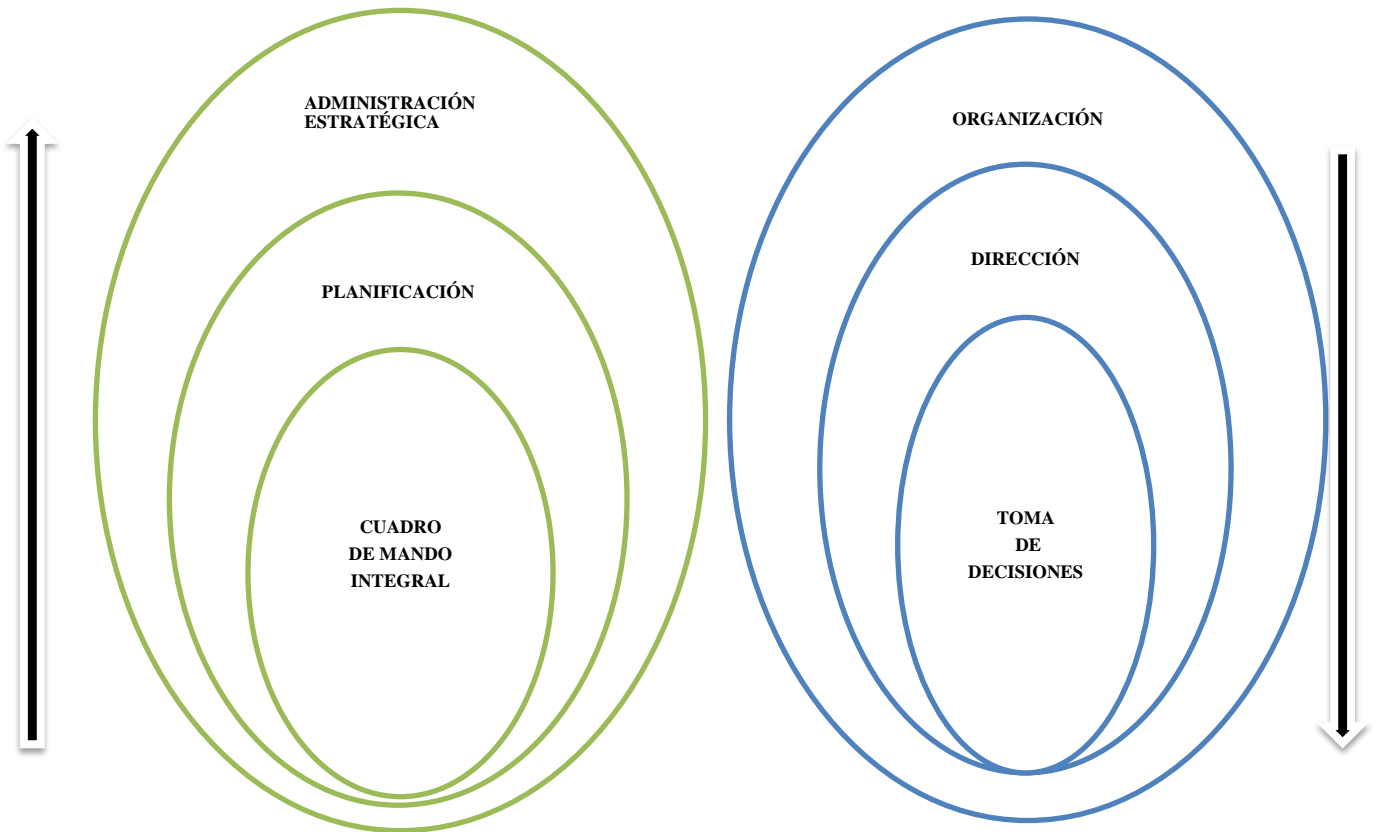 ADMINISTRACIÓN
ESTRATÉGICA
PLANIFICACIÓN
CUADRO
DE MANDO
INTEGRAL
ORGANIZACIÓN
DIRECCIÓN
TOMA
DE
DECISIONES